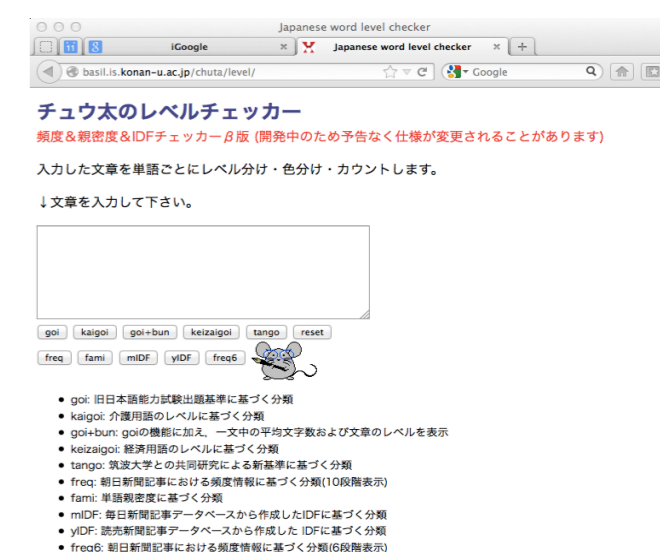 Japanese word level checker
iGoogle
Japanese word level checker
basil.is.konan-u.ac.jp/chuta/level/
Google
チュウ太のレベルチェッカー
頻度&親密度&IDFチェッカーβ版 (開発中のため予告なく仕様が変更されることがあります)
入力した文章を単語ごとにレベル分け・色分け・カウントします。
↓文章を入力して下さい。
goi kaigoi goi+bun keizaigoi tango reset
freq fami mIDF yIDF freq6
• goi: 旧日本語能力試験出題基準に基づく分類
• kaigoi: 介護用語のレベルに基づく分類
• goi+bun: goiの機能に加え，一文中の平均文字数および文章のレベルを表示
• keizaigoi: 経済用語のレベルに基づく分類
• tango: 筑波大学との共同研究による新基準に基づく分類
• freq: 朝日新聞記事における頻度情報に基づく分類(10段階表示)
• fami: 単語親密度に基づく分類
• mIDF: 毎日新聞記事データベースから作成したIDFに基づく分類
• yIDF: 読売新聞記事データベースから作成した IDFに基づく分類
• freq6: 朝日新聞記事における頻度情報に基づく分類(6段階表示)